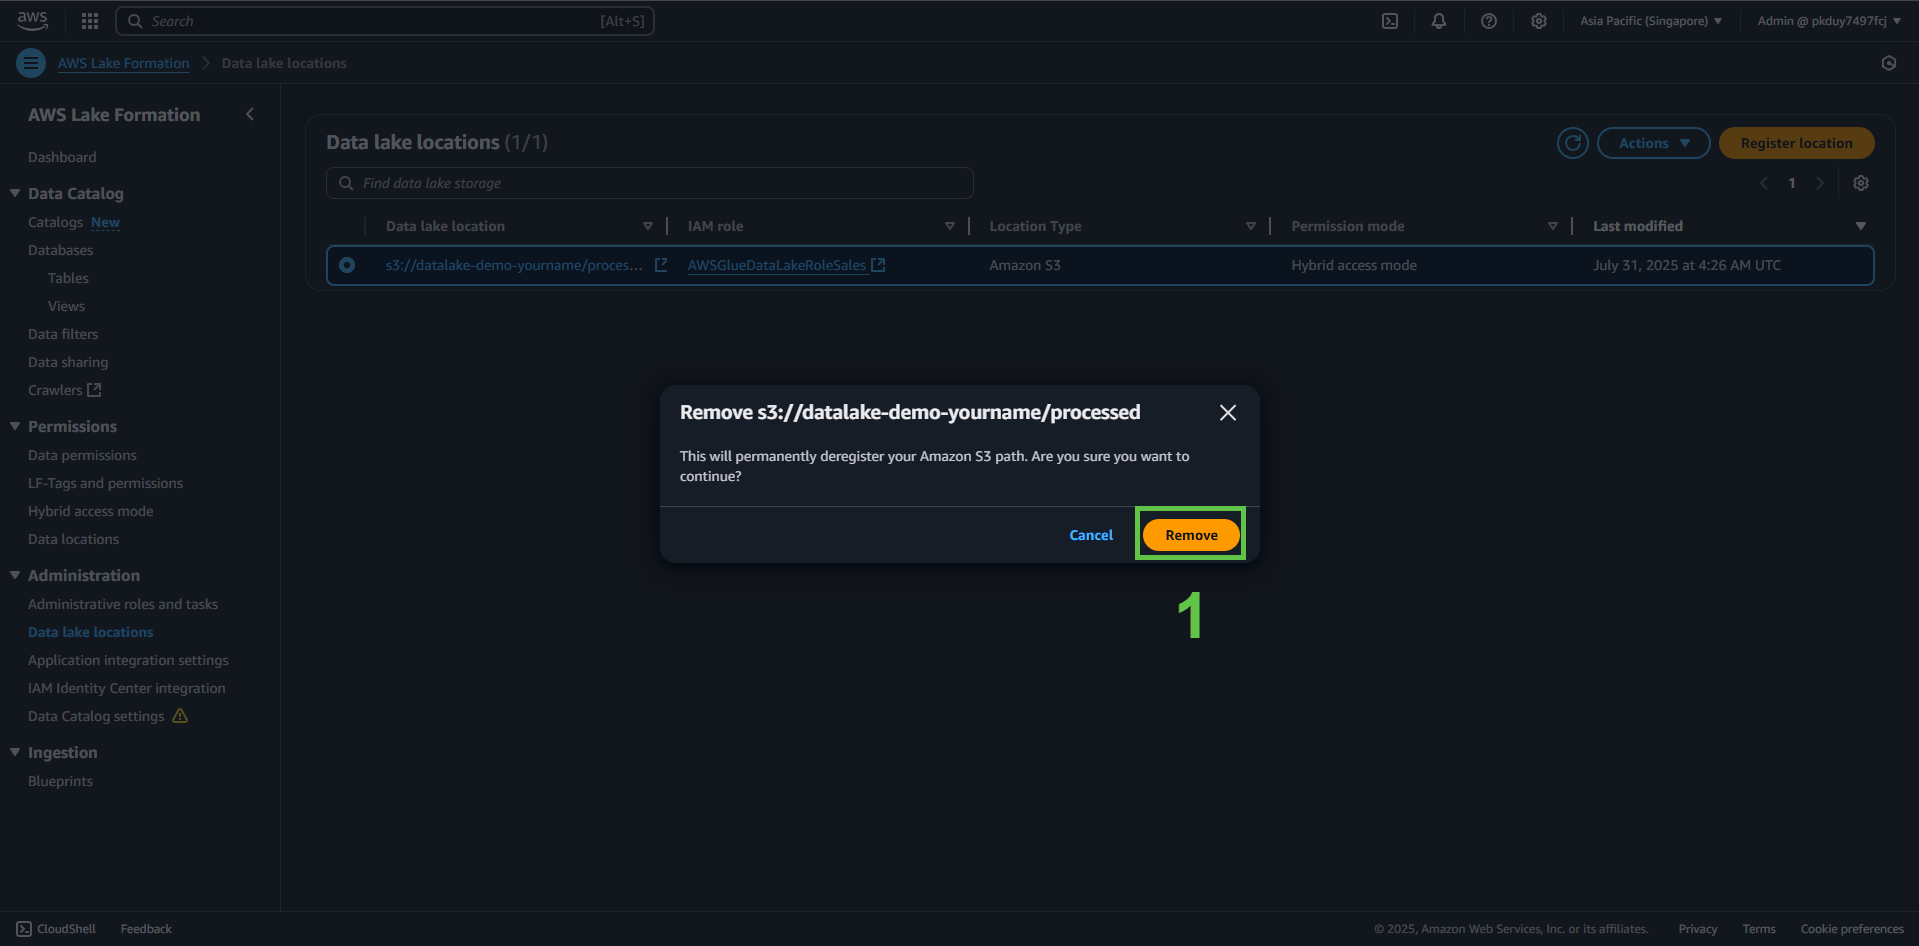 aws
Search
[Alt+S]
Asia Pacific (Singapore)
Admin @ pkduy7497fcj
AWS Lake Formation
Data lake locations
AWS Lake Formation
Dashboard
Data Catalog
Catalogs New
Databases
Tables
Views
Data filters
Data sharing
Crawlers
Permissions
Data permissions
LF-Tags and permissions
Hybrid access mode
Data locations
Administration
Administrative roles and tasks
Data lake locations
Application integration settings
IAM Identity Center integration
Data Catalog settings
Ingestion
Blueprints
Data lake locations (1/1)
Actions
Register location
Find data lake storage
1
Data lake location
IAM role
Location Type
Permission mode
Last modified
s3://datalake-demo-yourname/proces...
AWSGlueDataLakeRoleSales
Amazon S3
Hybrid access mode
July 31, 2025 at 4:26 AM UTC
Remove s3://datalake-demo-yourname/processed
This will permanently deregister your Amazon S3 path. Are you sure you want to
continue?
Cancel
Remove
1
CloudShell
Feedback
© 2025, Amazon Web Services, Inc. or its affiliates.
Privacy
Terms
Cookie preferences